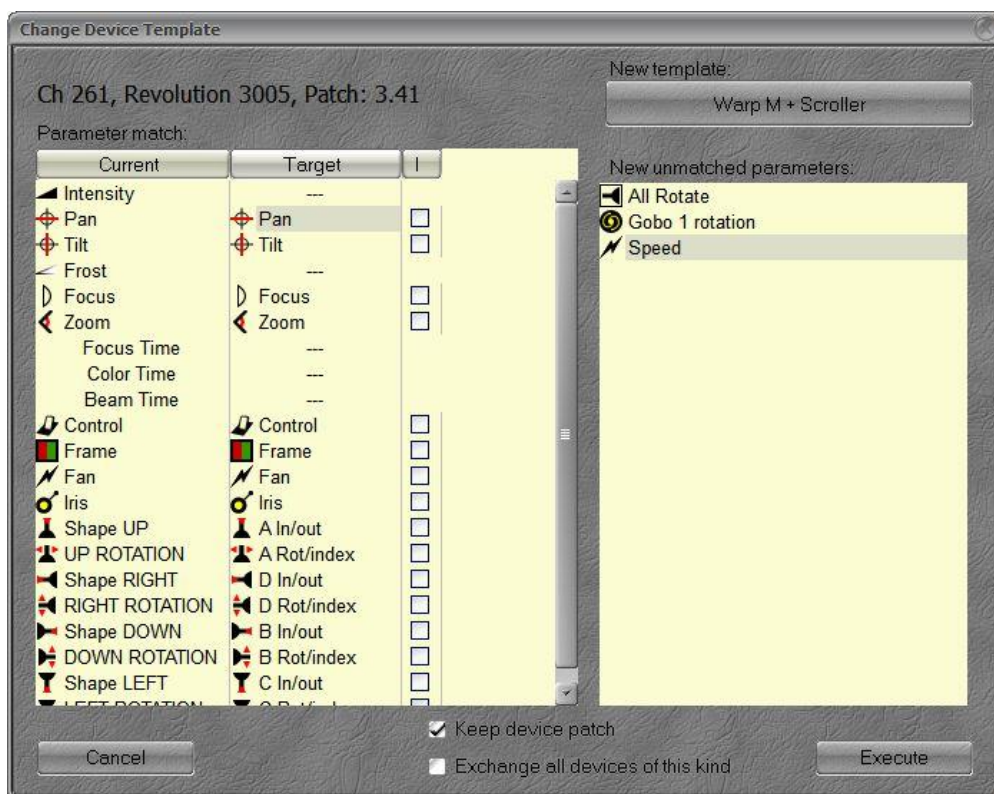 Change Device Template
Ch 261, Revolution 3005, Patch: 3.41
New template:
Warp M + Scroller
Parameter match:
Current Target I
Intensity ---
Pan Pan
Tilt Tilt
Frost ---
Focus Focus
Zoom Zoom
Focus Time ---
Color Time ---
Beam Time ---
Control Control
Frame Frame
Fan Fan
Iris Iris
Shape UP A In/out
UP ROTATION A Rot/index
Shape RIGHT D In/out
RIGHT ROTATION D Rot/index
Shape DOWN B In/out
DOWN ROTATION B Rot/index
Shape LEFT C In/out
LEFT ROTATION C Rot/index
New unmatched parameters:
All Rotate
Gobo 1 rotation
Speed
Keep device patch
Exchange all devices of this kind
Cancel
Execute